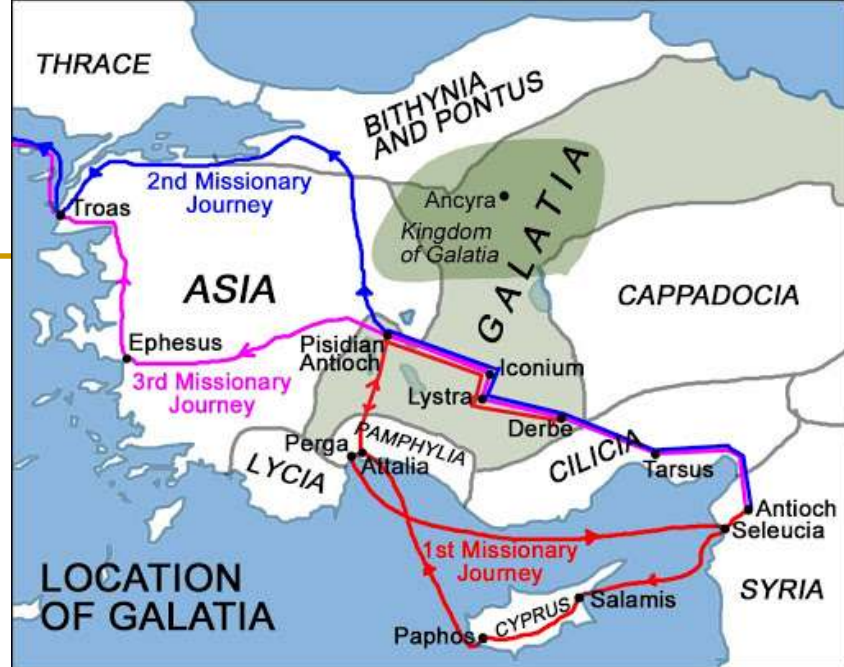 THRACE
BITHYNIA
AND PONTUS
2nd Missionary
Journey
Troas
Ancyra
Kingdom
of Galatia
GALATIA
ASIA
CAPPADOCIA
Ephesus
Pisidian
Antioch
3rd Missionary
Journey
Iconium
Lystra
Derbe
PAMPHYLIA
Perga
Attalia
LYCIA
CILICIA
Tarsus
Antioch
Seleucia
1st Missionary
Journey
LOCATION
OF GALATIA
SYRIA
Salamis
CYPRUS
Paphos